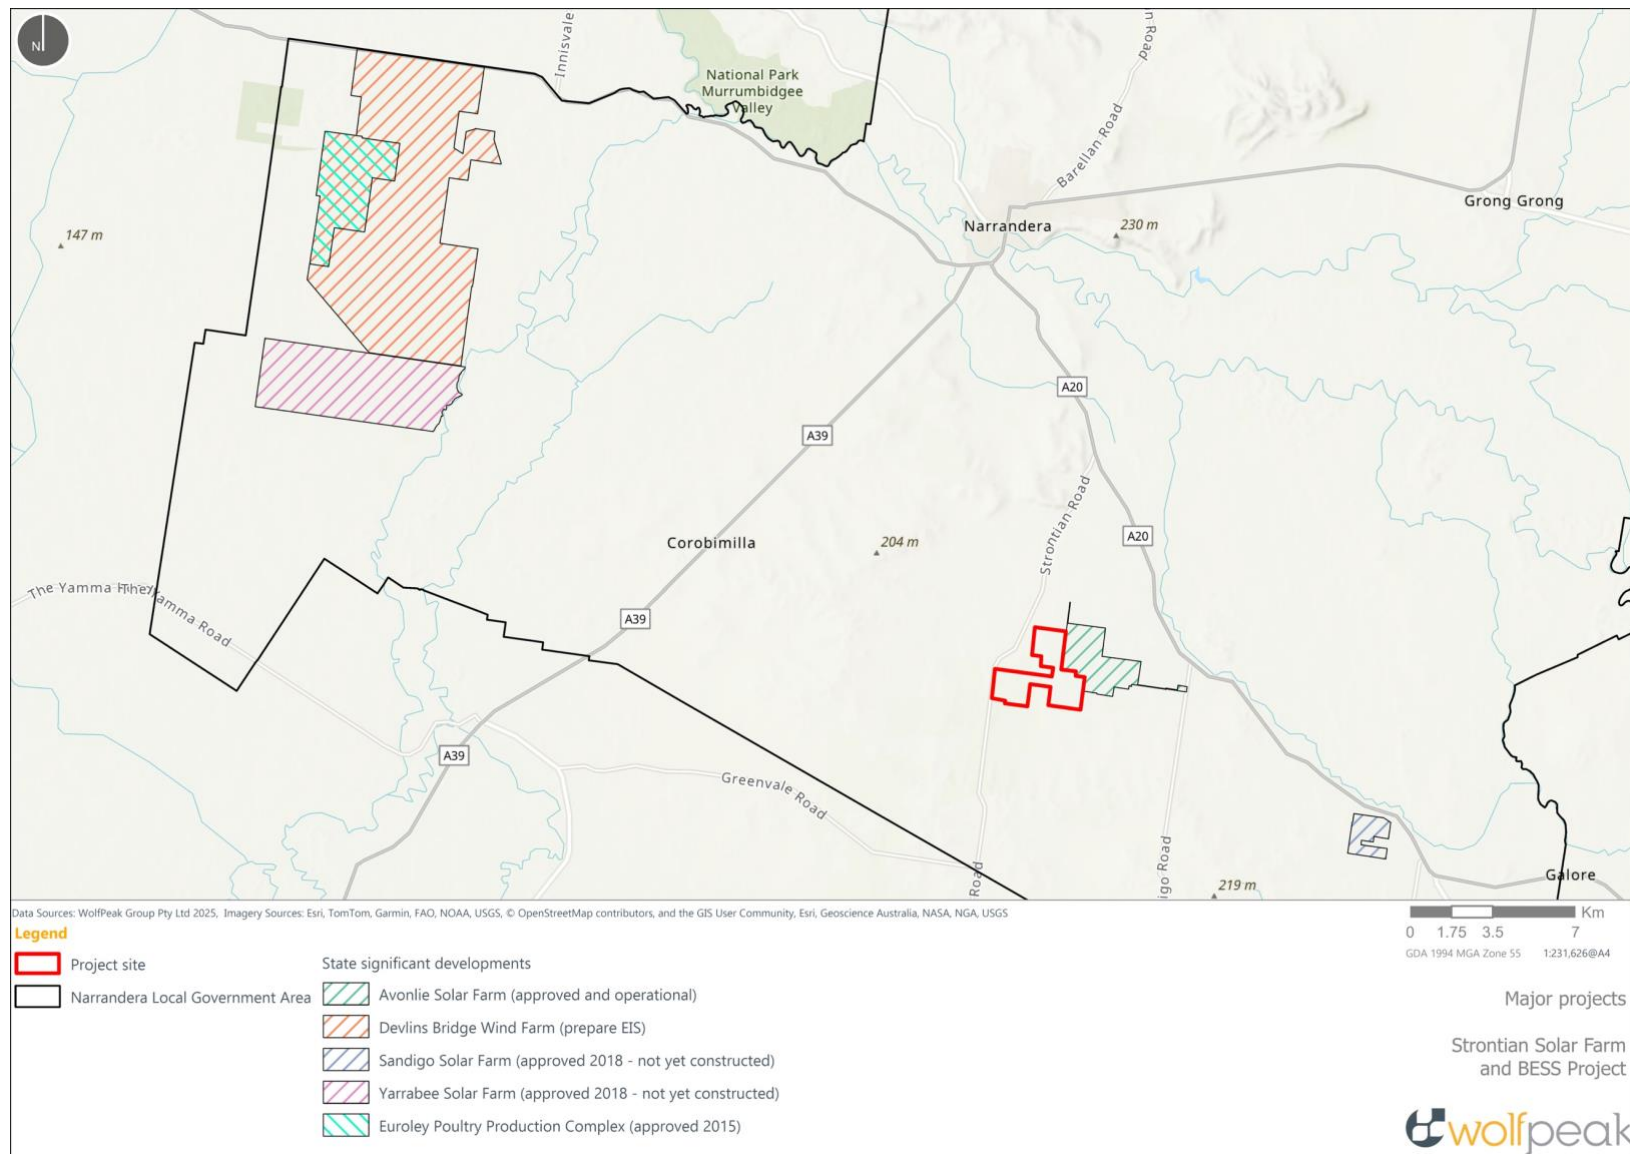 N
Innisvale
National Park
Murrumbidgee
Valley
n Road
Barellan Road
Grong Grong
Narrandera
230 m
147 m
A20
A39
Strontian Road
A20
Corobimilla
204 m
The Yamma Road
A39
A39
Greenvale Road
Road
igo Road
219 m
Galore
Data Sources: WolfPeak Group Pty Ltd 2025, Imagery Sources: Esri, TomTom, Garmin, FAO, NOAA, USGS, © OpenStreetMap contributors, and the GIS User Community, Esri, Geoscience Australia, NASA, NGA, USGS
Km
0 1.75 3.5 7
GDA 1994 MGA Zone 55 1:231,626@A4
Legend
Project site
Narrandera Local Government Area
State significant developments
Avonlie Solar Farm (approved and operational)
Devlins Bridge Wind Farm (prepare EIS)
Sandigo Solar Farm (approved 2018 - not yet constructed)
Yarrabee Solar Farm (approved 2018 - not yet constructed)
Euroley Poultry Production Complex (approved 2015)
Major projects
Strontian Solar Farm
and BESS Project
wolfpeak